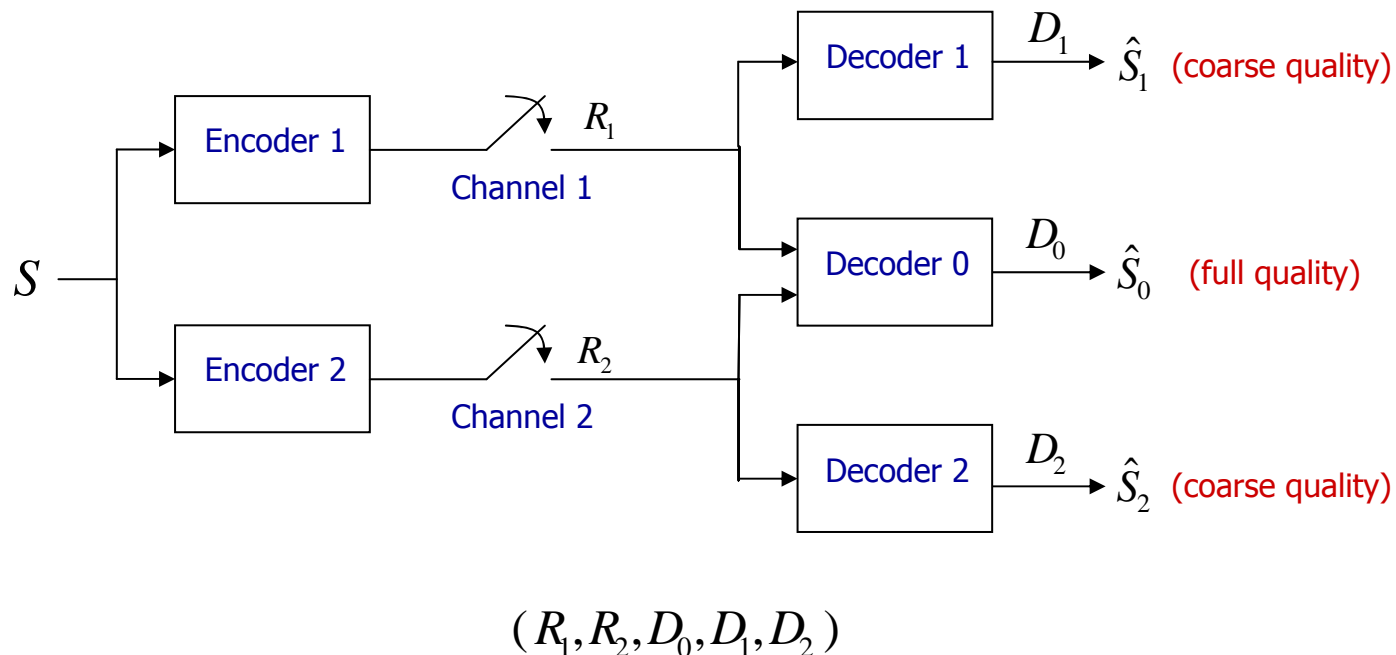 D₁
Decoder 1
Ŝ₁ (coarse quality)
Encoder 1
R₁
Channel 1
D₀
Decoder 0
Ŝ₀ (full quality)
S
Encoder 2
R₂
Channel 2
D₂
Decoder 2
Ŝ₂ (coarse quality)
(R₁,R₂,D₀,D₁,D₂)